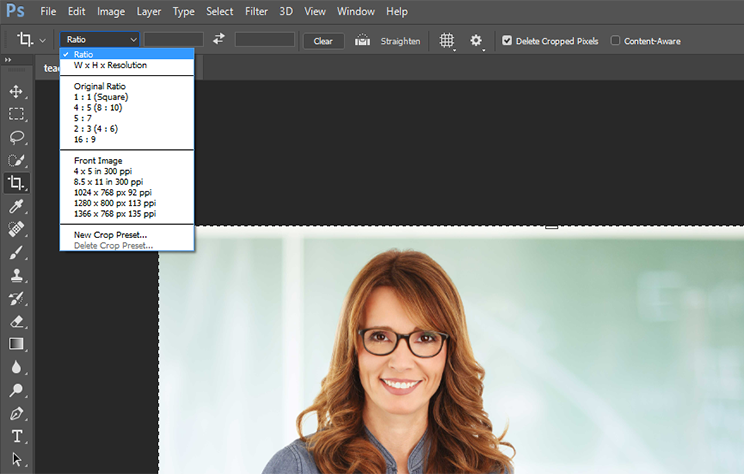 Ps File Edit Image Layer Type Select Filter 3D View Window Help
Ratio Clear Straighten Delete Cropped Pixels Content-Aware
Ratio
W x H x Resolution
Original Ratio
1 : 1 (Square)
4 : 5 (8 : 10)
5 : 7
2 : 3 (4 : 6)
16 : 9
Front Image
4 x 5 in 300 ppi
8.5 x 11 in 300 ppi
1024 x 768 px 92 ppi
1280 x 800 px 113 ppi
1366 x 768 px 135 ppi
New Crop Preset...
Delete Crop Preset...
T